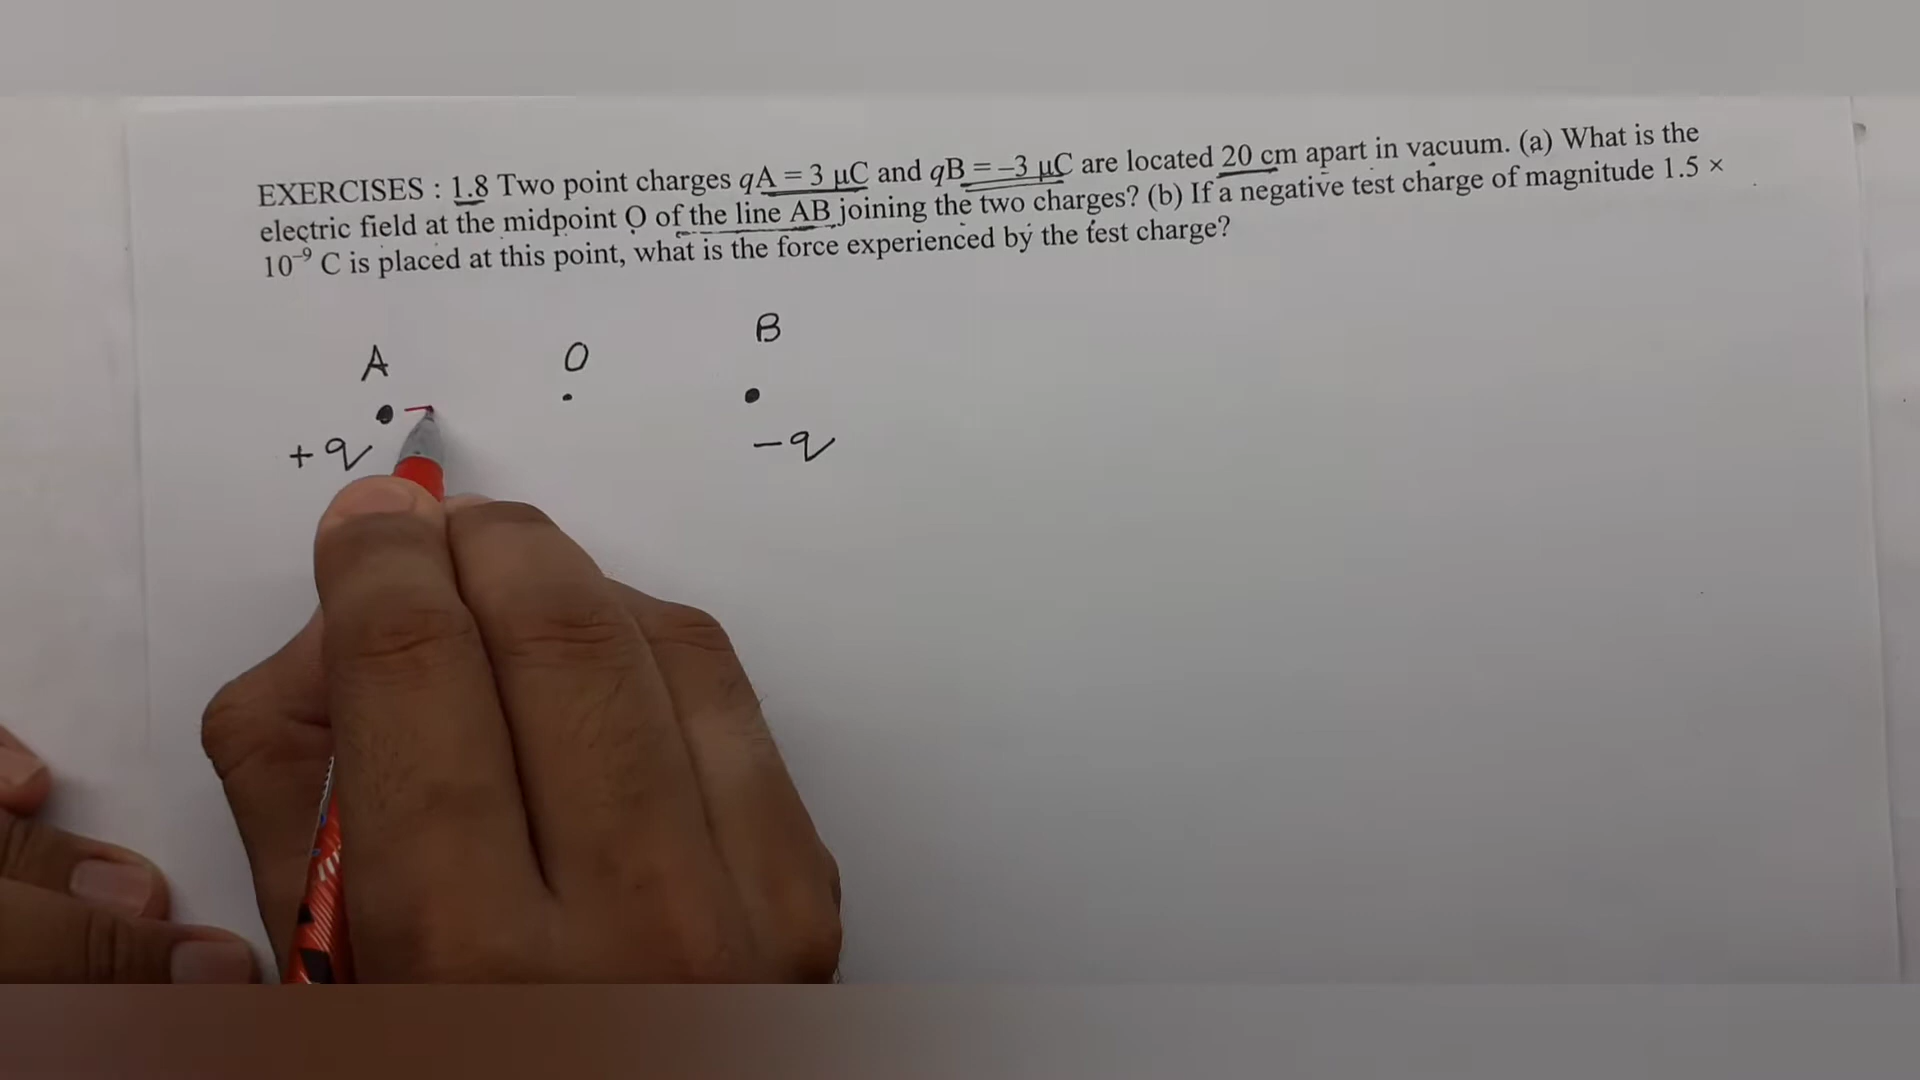 EXERCISES : 1.8 Two point charges qA = 3 μC and qB = –3 μC are located 20 cm apart in vacuum. (a) What is the
electric field at the midpoint O of the line AB joining the two charges? (b) If a negative test charge of magnitude 1.5 ×
10⁻⁹ C is placed at this point, what is the force experienced by the test charge?
A O B
+q -q